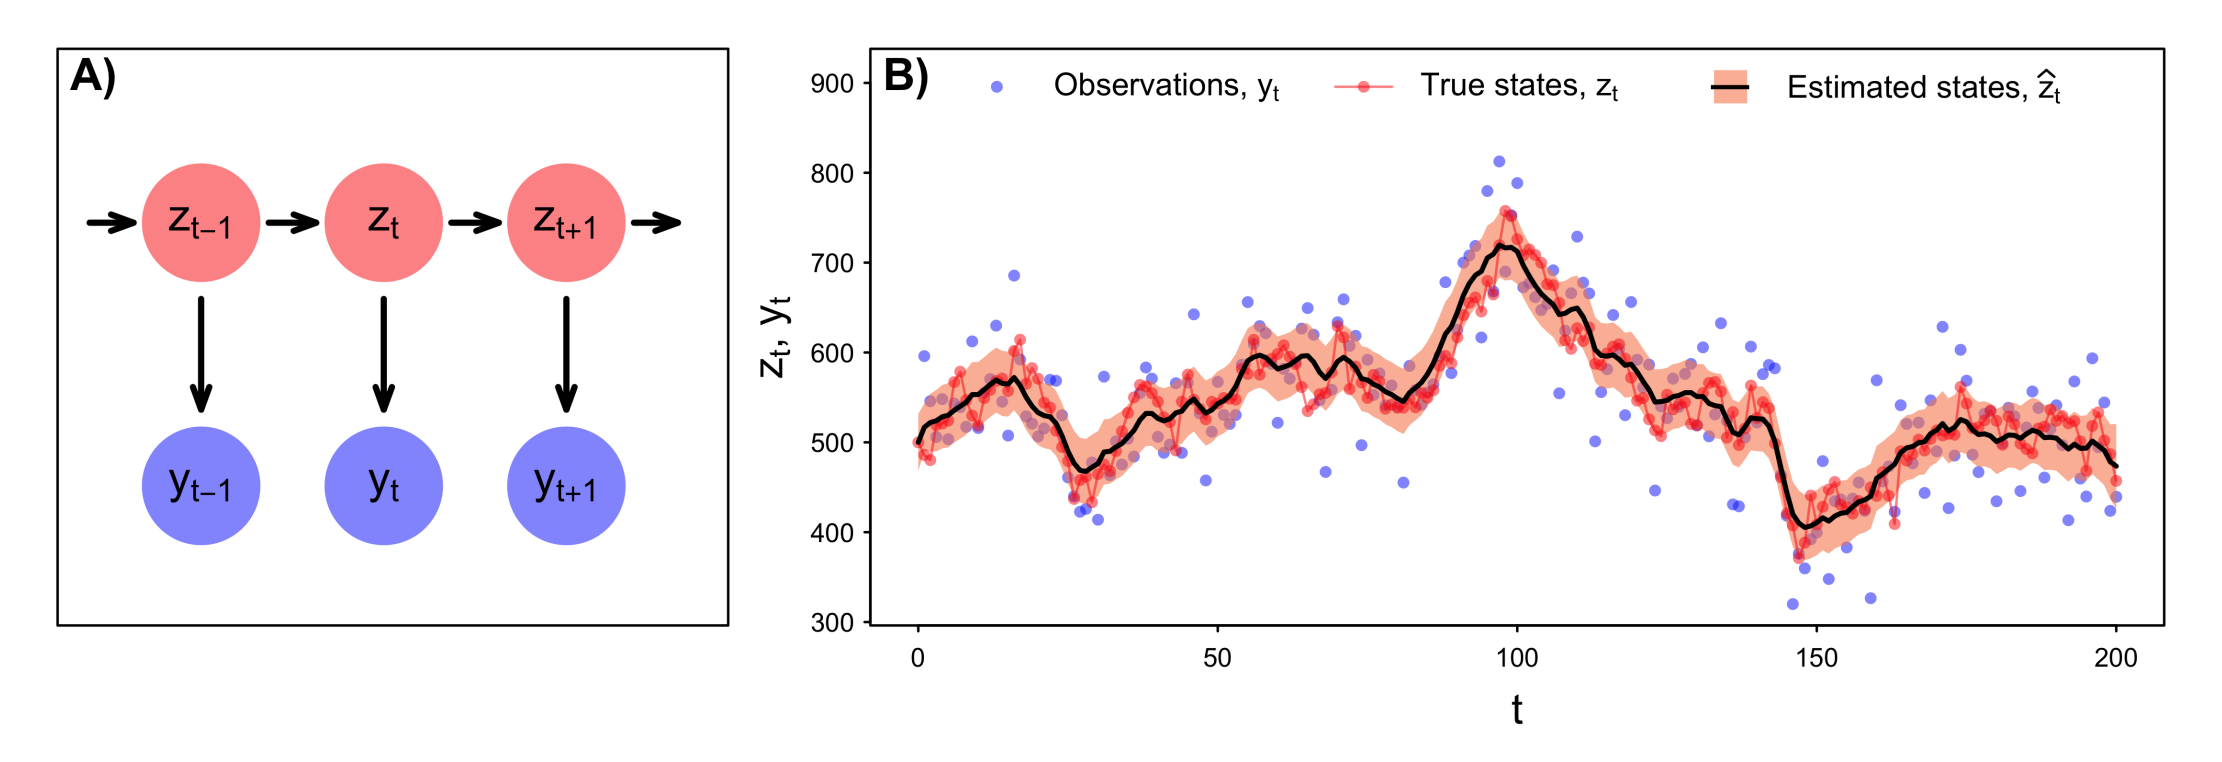 A)
z_{t−1} z_t z_{t+1}
y_{t−1} y_t y_{t+1}
B)
Observations, y_t True states, z_t Estimated states, ẑ_t
z_t, y_t
900
800
700
600
500
400
300
0 50 100 150 200
t